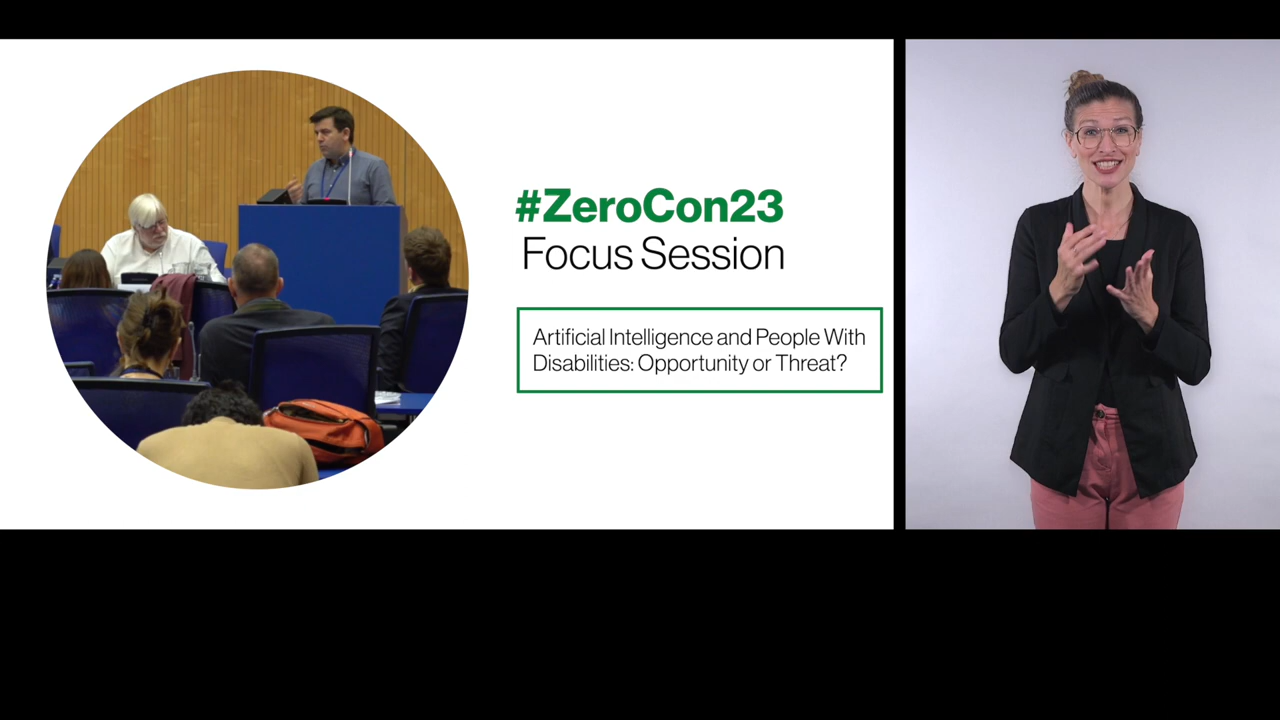 #ZeroCon23
Focus Session
Artificial Intelligence and People With
Disabilities: Opportunity or Threat?